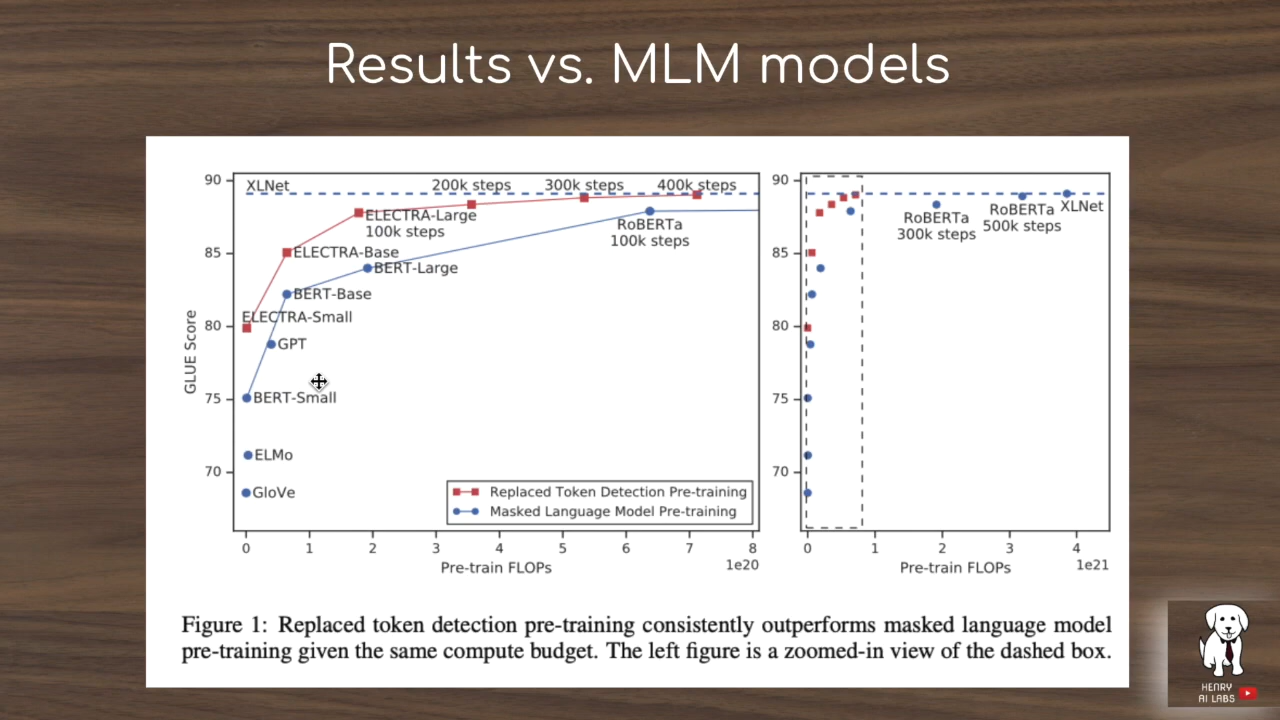 Results vs. MLM models
90
85
80
75
70
GLUE Score
XLNet
200k steps
300k steps
400k steps
ELECTRA-Large
100k steps
RoBERTa
100k steps
ELECTRA-Base
BERT-Large
BERT-Base
ELECTRA-Small
GPT
BERT-Small
ELMo
GloVe
Replaced Token Detection Pre-training
Masked Language Model Pre-training
0 1 2 3 4 5 6 7 8
Pre-train FLOPs
1e20
90
85
80
75
70
RoBERTa
300k steps
RoBERTa
500k steps
XLNet
0 1 2 3 4
Pre-train FLOPs
1e21
Figure 1: Replaced token detection pre-training consistently outperforms masked language model
pre-training given the same compute budget. The left figure is a zoomed-in view of the dashed box.
HENRY
AI LABS